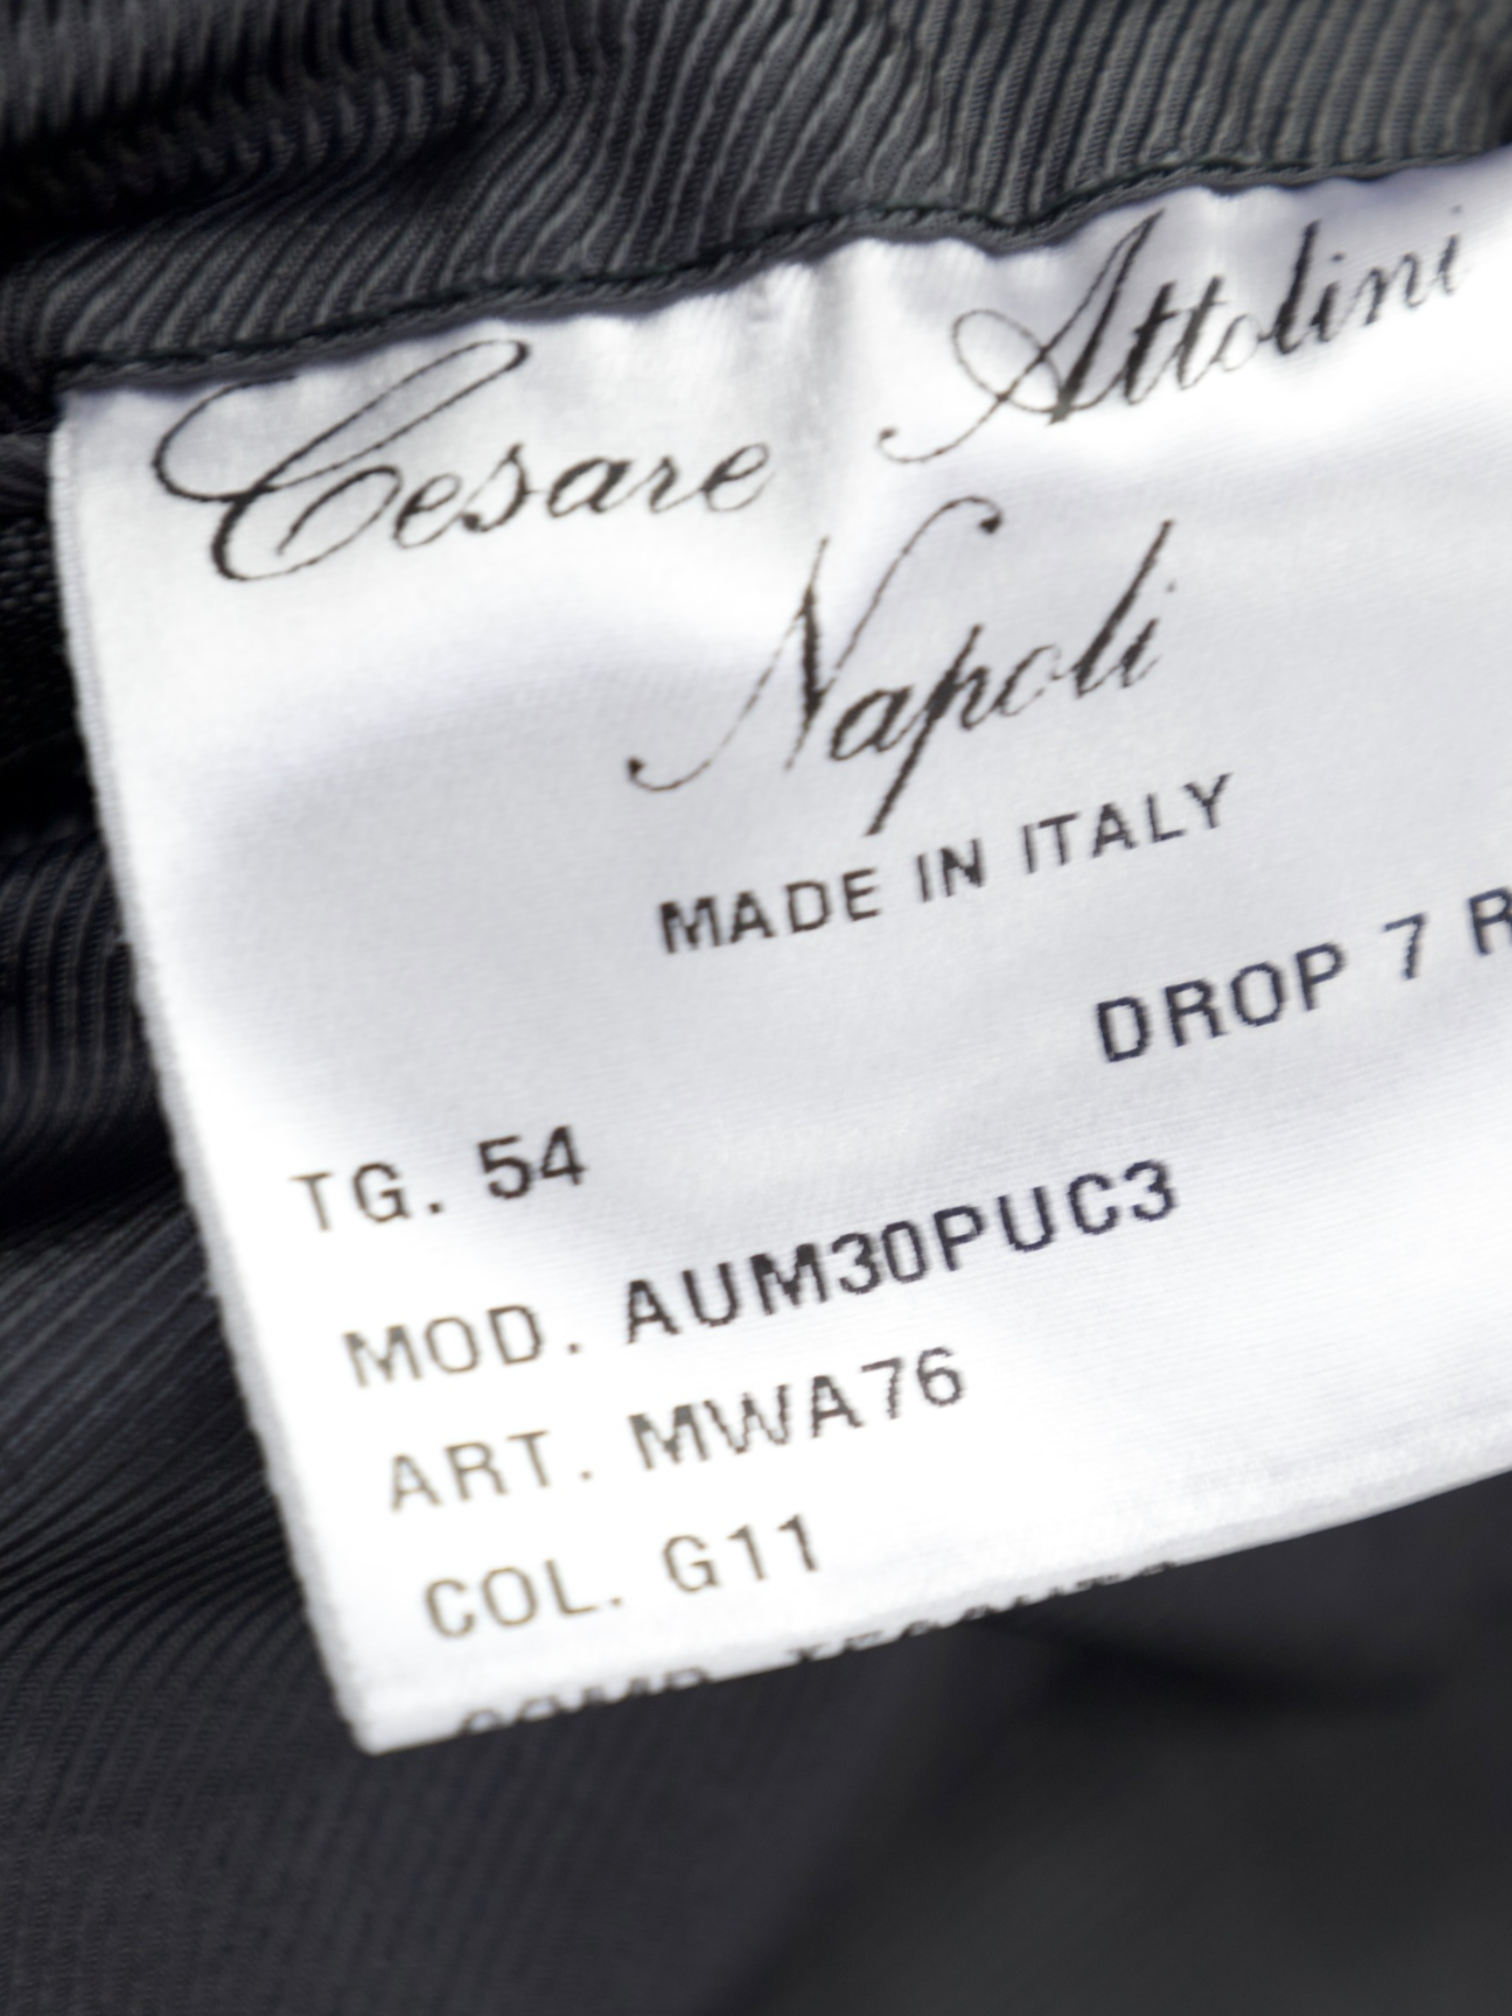 Cesare Attolini
Napoli
MADE IN ITALY
DROP 7 R
TG. 54
MOD. AUM30PUC3
ART. MWA76
COL. G11